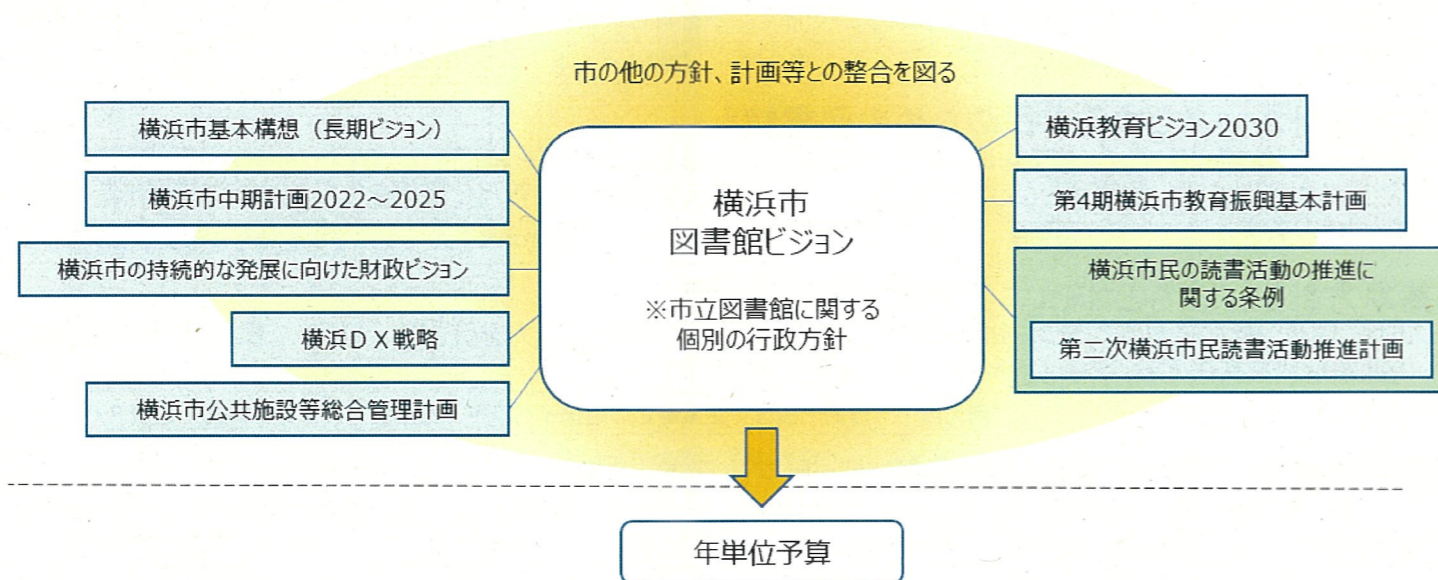 市の他の方針、計画等との整合を図る
横浜市基本構想（長期ビジョン）
横浜市中期計画2022～2025
横浜市の持続的な発展に向けた財政ビジョン
横浜ＤＸ戦略
横浜市公共施設等総合管理計画
横浜市
図書館ビジョン
※市立図書館に関する
個別の行政方針
横浜教育ビジョン2030
第4期横浜市教育振興基本計画
横浜市民の読書活動の推進に
関する条例
第二次横浜市民読書活動推進計画
年単位予算